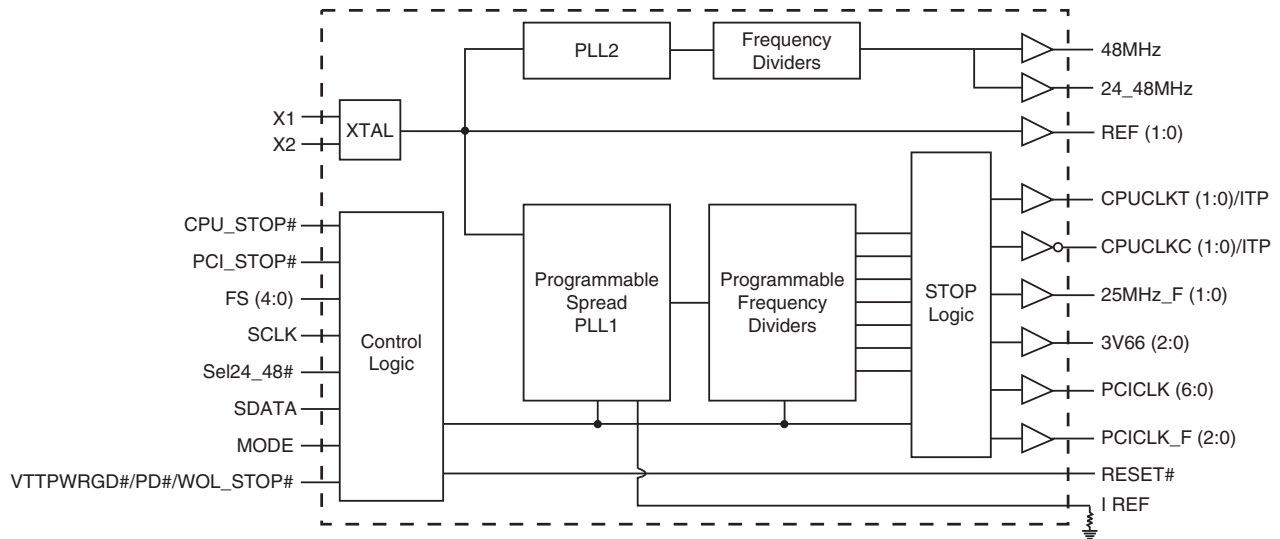 PLL2
Frequency
Dividers
48MHz
24_48MHz
X1
X2
XTAL
REF (1:0)
CPU_STOP#
PCI_STOP#
FS (4:0)
SCLK
Sel24_48#
SDATA
MODE
VTTPWRGD#/PD#/WOL_STOP#
Control
Logic
Programmable
Spread
PLL1
Programmable
Frequency
Dividers
STOP
Logic
CPUCLKT (1:0)/ITP
CPUCLKC (1:0)/ITP
25MHz_F (1:0)
3V66 (2:0)
PCICLK (6:0)
PCICLK_F (2:0)
RESET#
I REF